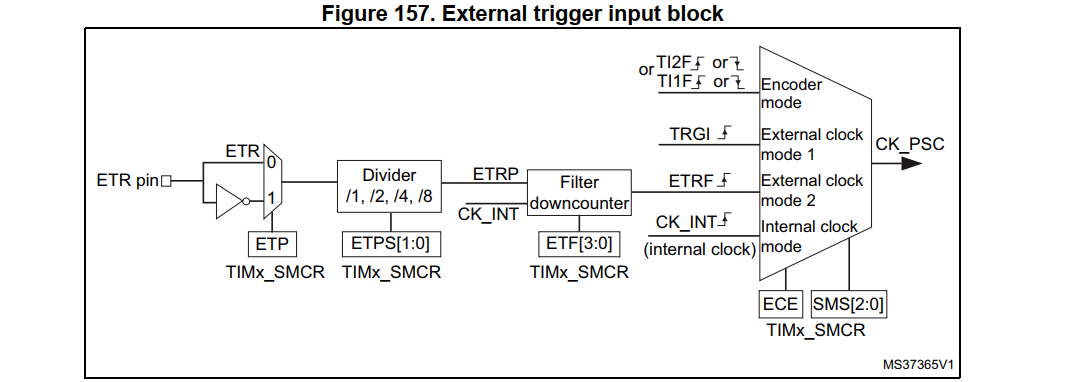 Figure 157. External trigger input block
or TI2F or
TI1F or
Encoder
mode
TRGI
External clock
mode 1
CK_PSC
ETR
0
ETR pin
1
Divider
/1, /2, /4, /8
ETRP
CK_INT
Filter
downcounter
ETRF
External clock
mode 2
CK_INT
(internal clock)
Internal clock
mode
ETP
TIMx_SMCR
ETPS[1:0]
TIMx_SMCR
ETF[3:0]
TIMx_SMCR
ECE
SMS[2:0]
TIMx_SMCR
MS37365V1